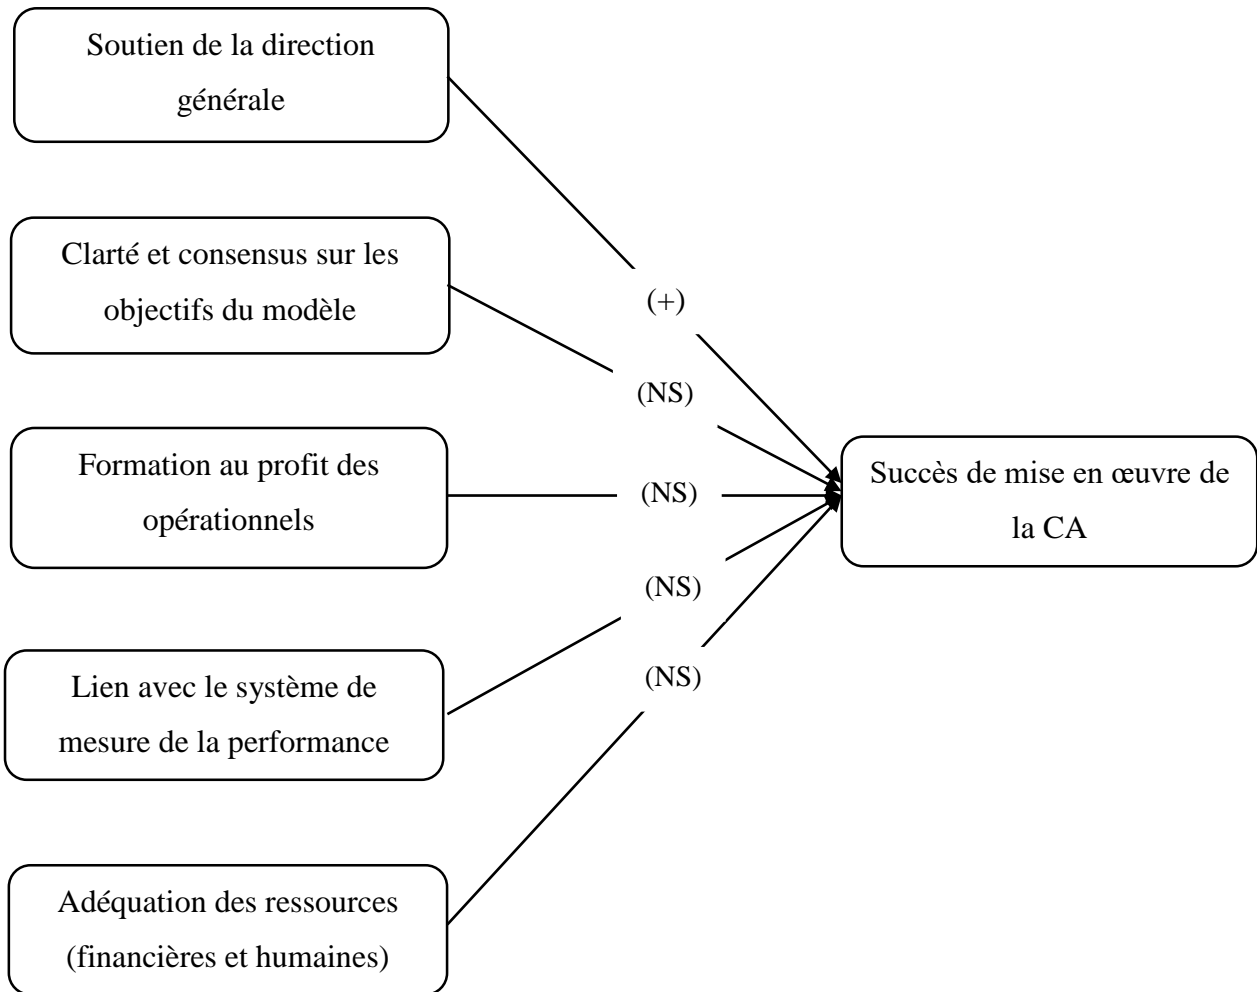 Soutien de la direction
générale
Clarté et consensus sur les
objectifs du modèle
(+)
(NS)
Formation au profit des
opérationnels
(NS)
Succès de mise en œuvre de
la CA
(NS)
Lien avec le système de
mesure de la performance
(NS)
Adéquation des ressources
(financières et humaines)